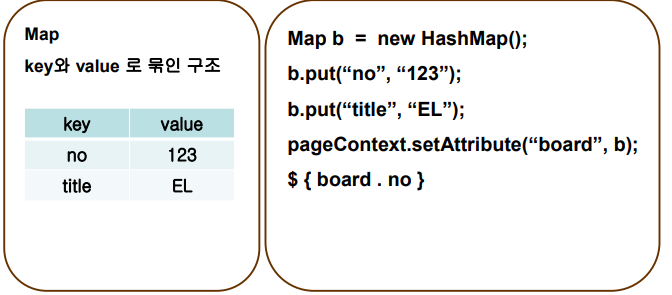 Map
key와 value 로 묶인 구조
key value
no 123
title EL
Map b = new HashMap();
b.put(“no”, “123”);
b.put(“title”, “EL”);
pageContext.setAttribute(“board”, b);
$ { board . no }